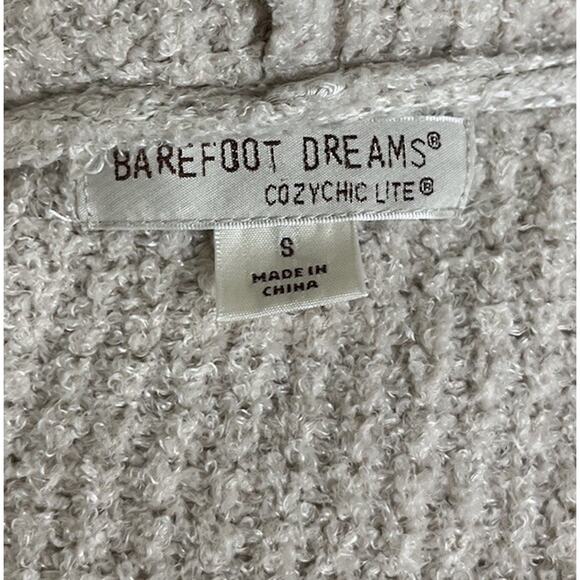 BAREFOOT DREAMS®
COZYCHIC LITE®
S
MADE IN
CHINA